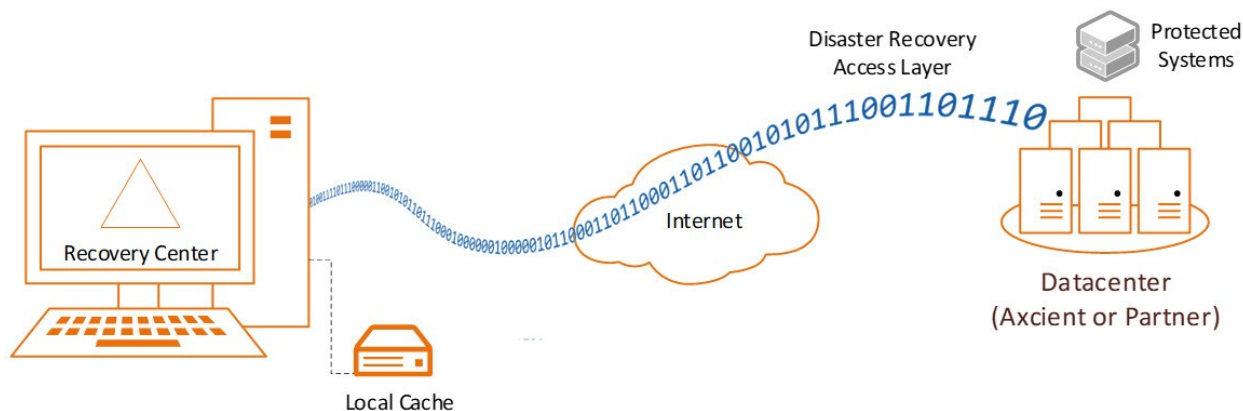 Disaster Recovery
Access Layer
Protected
Systems
Recovery Center
Internet
Datacenter
(Axcient or Partner)
Local Cache